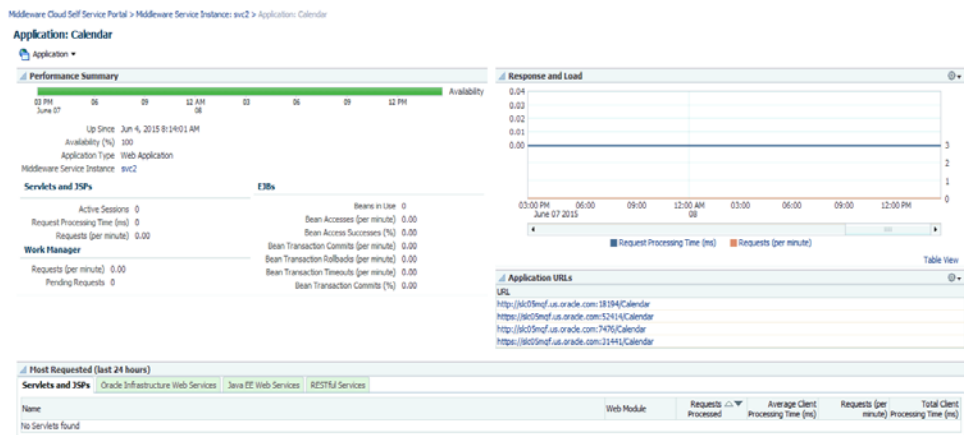 Middleware Cloud Self Service Portal > Middleware Service Instance: svc2 > Application: Calendar
Application: Calendar
Application
Performance Summary
Availability
03 PM 06 09 12 AM 03 06 09 12 PM
June 07 08
Up Since Jun 4, 2015 8:14:01 AM
Availability (%) 100
Application Type Web Application
Middleware Service Instance svc2
Servlets and JSPs
Active Sessions 0
Request Processing Time (ms) 0
Requests (per minute) 0.00
Work Manager
Requests (per minute) 0.00
Pending Requests 0
EJBs
Beans in Use 0
Bean Accesses (per minute) 0.00
Bean Access Successes (%) 0.00
Bean Transaction Commits (per minute) 0.00
Bean Transaction Rollbacks (per minute) 0.00
Bean Transaction Timeouts (per minute) 0.00
Bean Transaction Commits (%) 0.00
Response and Load
0.04
0.03
0.02
0.01
0.00
3
2
1
0
03:00 PM 06:00 09:00 12:00 AM 03:00 06:00 09:00 12:00 PM
June 07 2015 08
Request Processing Time (ms) Requests (per minute)
Table View
Application URLs
URL
http://slc05mqf.us.oracle.com:18194/Calendar
https://slc05mqf.us.oracle.com:52414/Calendar
http://slc05mqf.us.oracle.com:7476/Calendar
https://slc05mqf.us.oracle.com:31441/Calendar
Most Requested (last 24 hours)
Servlets and JSPs Oracle Infrastructure Web Services Java EE Web Services RESTful Services
Name Web Module Requests Processed Average Client Processing Time (ms) Requests (per minute) Total Client Processing Time (ms)
No Servlets found